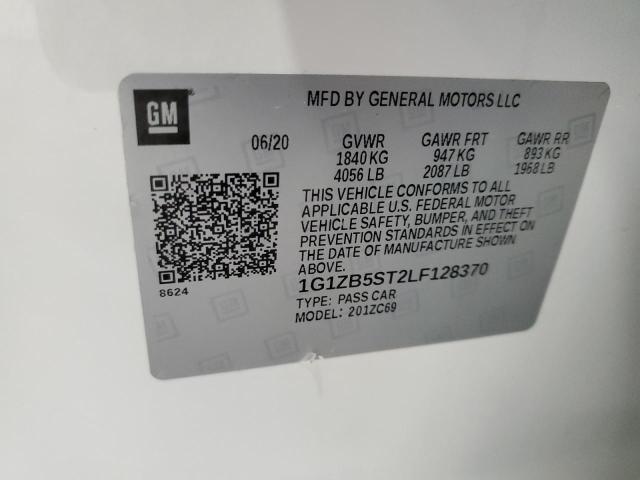 GM
MFD BY GENERAL MOTORS LLC
06/20 GVWR GAWR FRT GAWR RR
1840 KG 947 KG 893 KG
4056 LB 2087 LB 1968 LB
THIS VEHICLE CONFORMS TO ALL
APPLICABLE U.S. FEDERAL MOTOR
VEHICLE SAFETY, BUMPER, AND THEFT
PREVENTION STANDARDS IN EFFECT ON
THE DATE OF MANUFACTURE SHOWN
ABOVE.
8624
1G1ZB5ST2LF128370
TYPE: PASS CAR
MODEL: 201ZC69